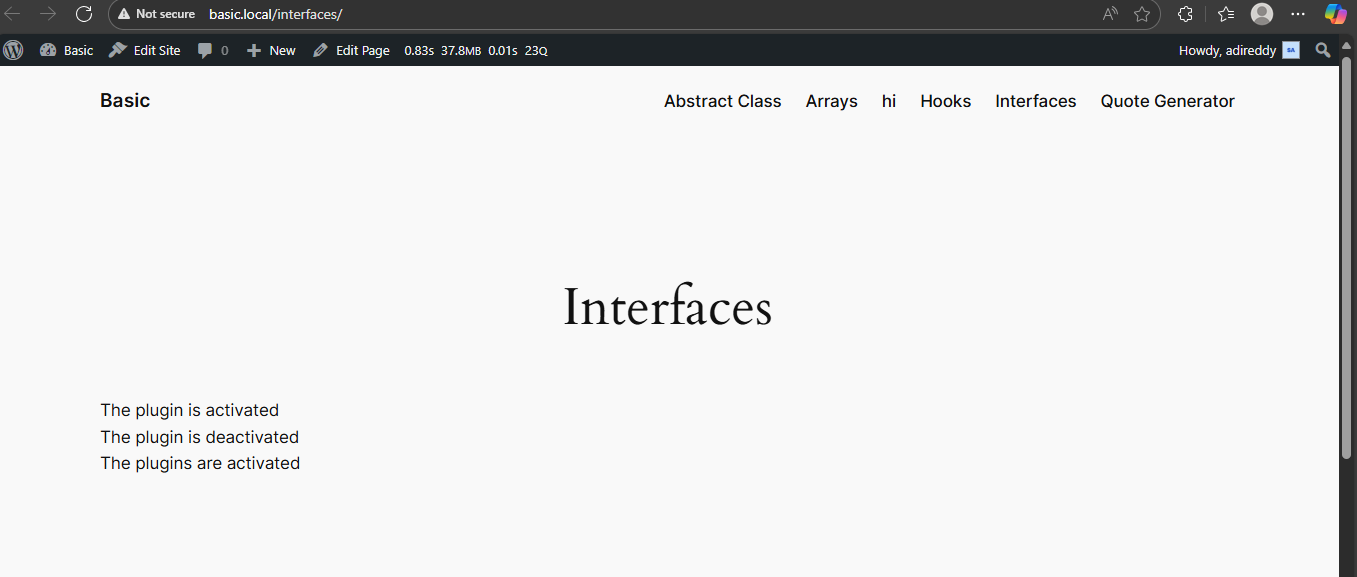 Not secure basic.local/interfaces/
Basic Edit Site 0 New Edit Page 0.83s 37.8MB 0.01s 23Q Howdy, adireddy BA
Basic Abstract Class Arrays hi Hooks Interfaces Quote Generator
Interfaces
The plugin is activated
The plugin is deactivated
The plugins are activated